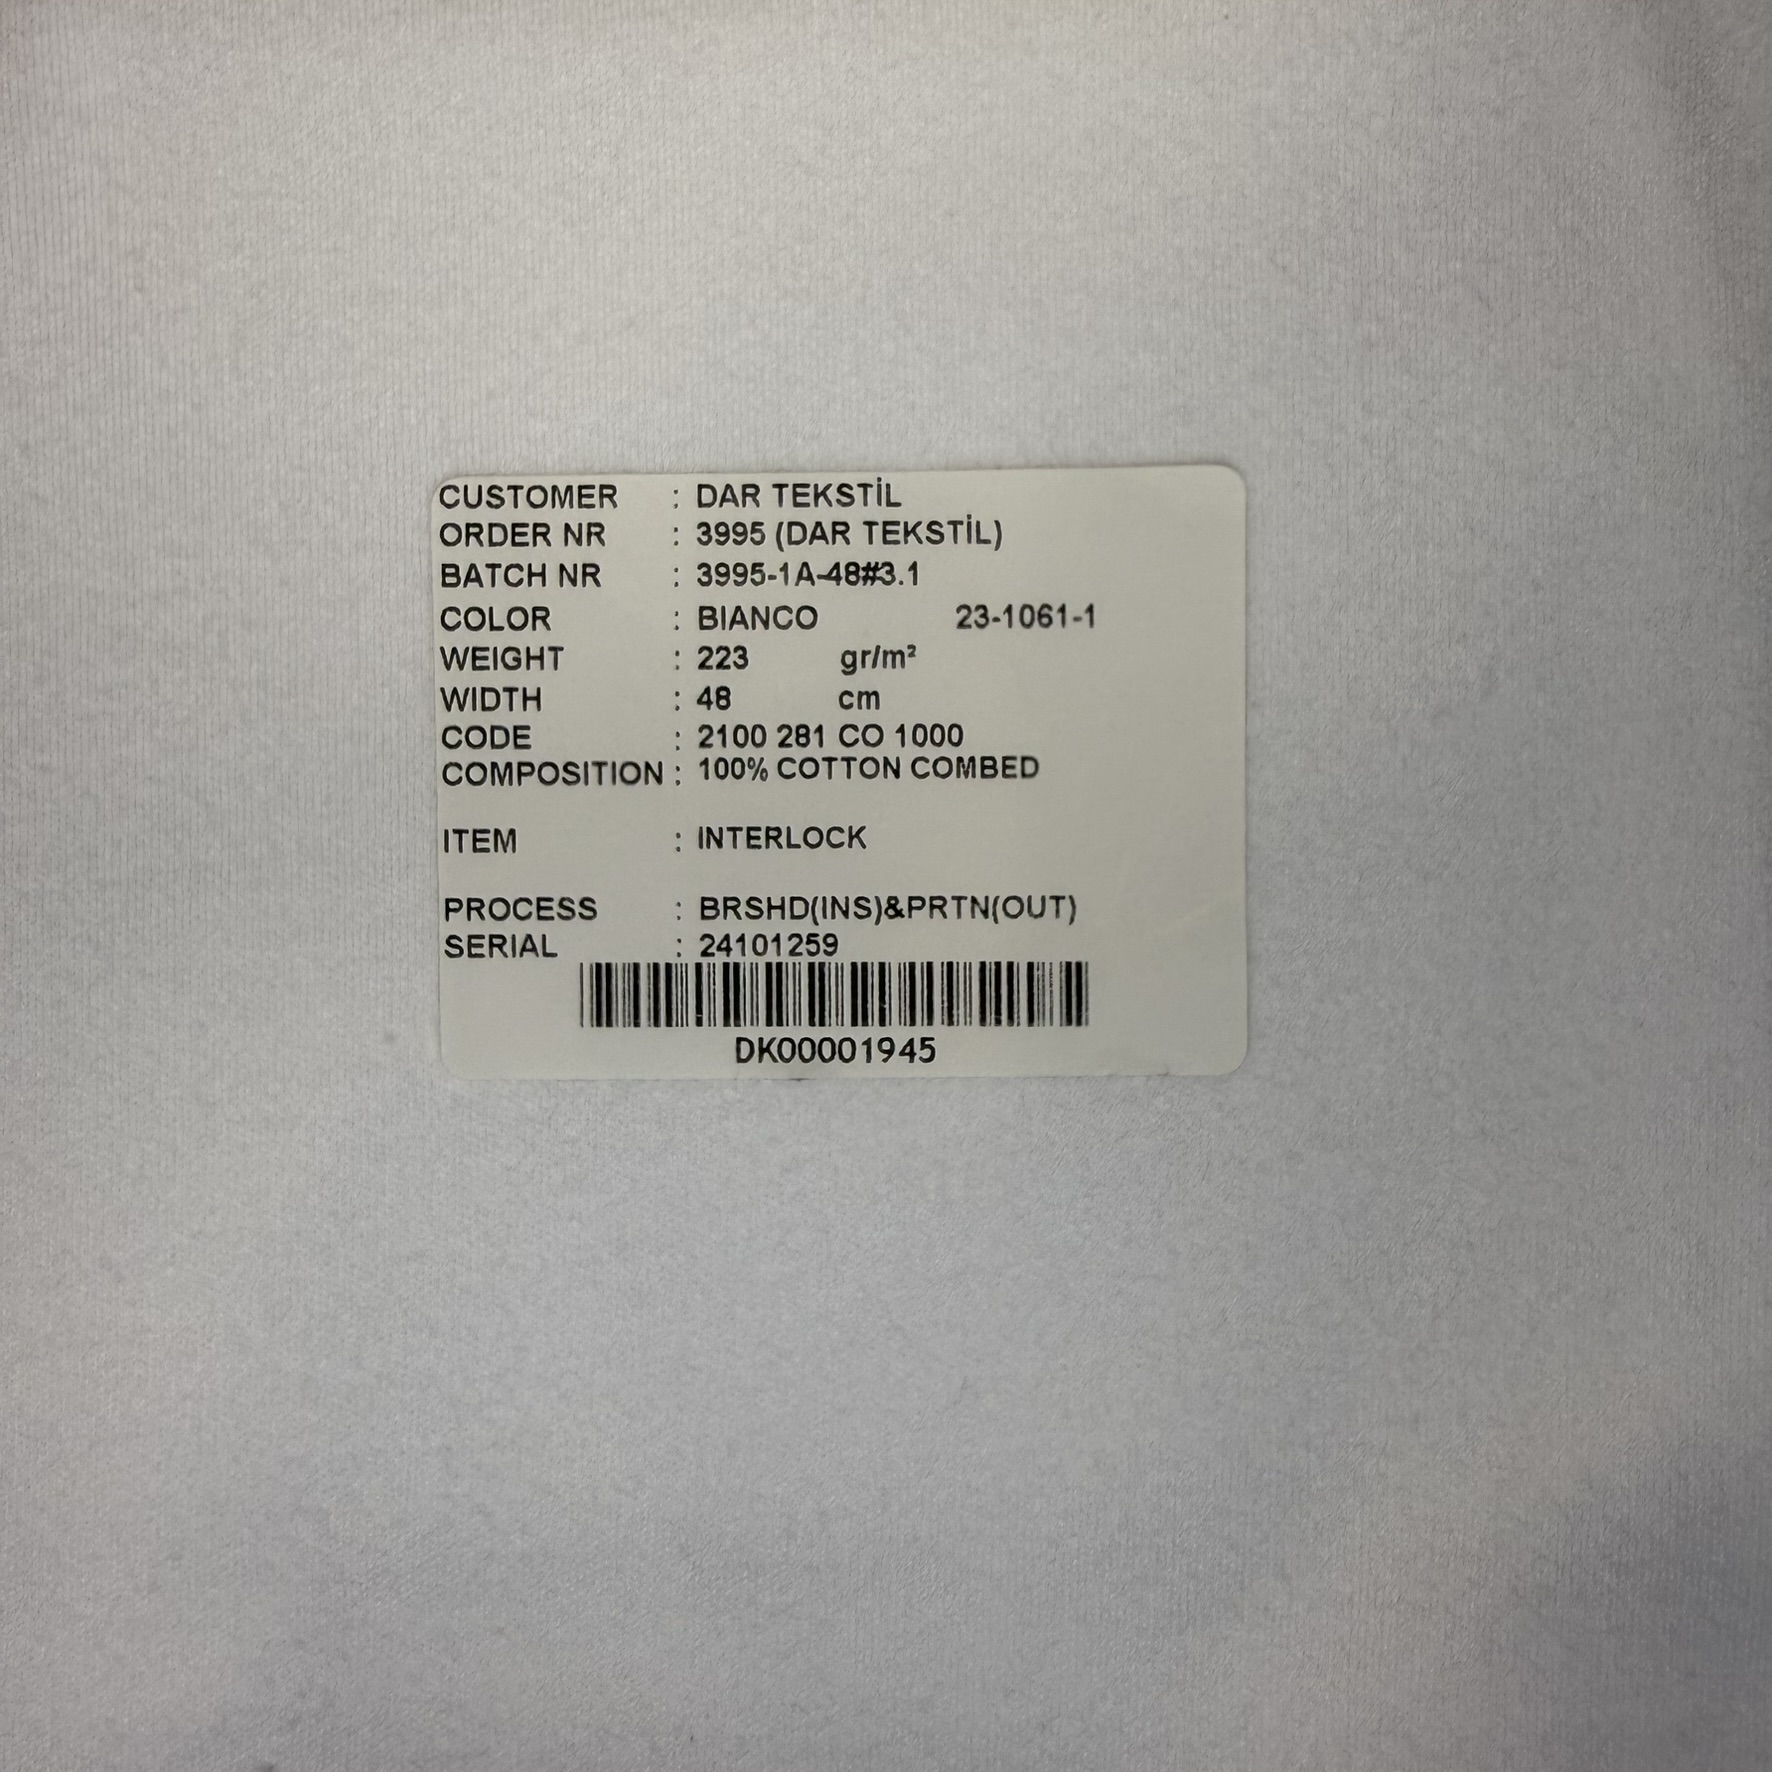 CUSTOMER : DAR TEKSTİL
ORDER NR : 3995 (DAR TEKSTİL)
BATCH NR : 3995-1A-48#3.1
COLOR : BIANCO 23-1061-1
WEIGHT : 223 gr/m²
WIDTH : 48 cm
CODE : 2100 281 CO 1000
COMPOSITION : 100% COTTON COMBED
ITEM : INTERLOCK
PROCESS : BRSHD(INS)&PRTN(OUT)
SERIAL : 24101259
DK00001945